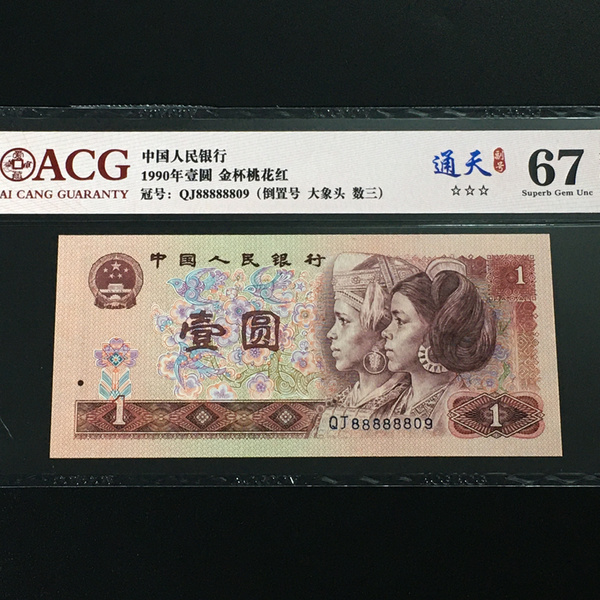 ACG
AI CANG GUARANTY
中国人民银行
1990年壹圆 金杯桃花红
冠号：QJ88888809（倒置号 大象头 数三）
通天
制号
☆☆☆
67
Superb Gem Unc
中国人民银行
壹圆
1
1
1
QJ88888809